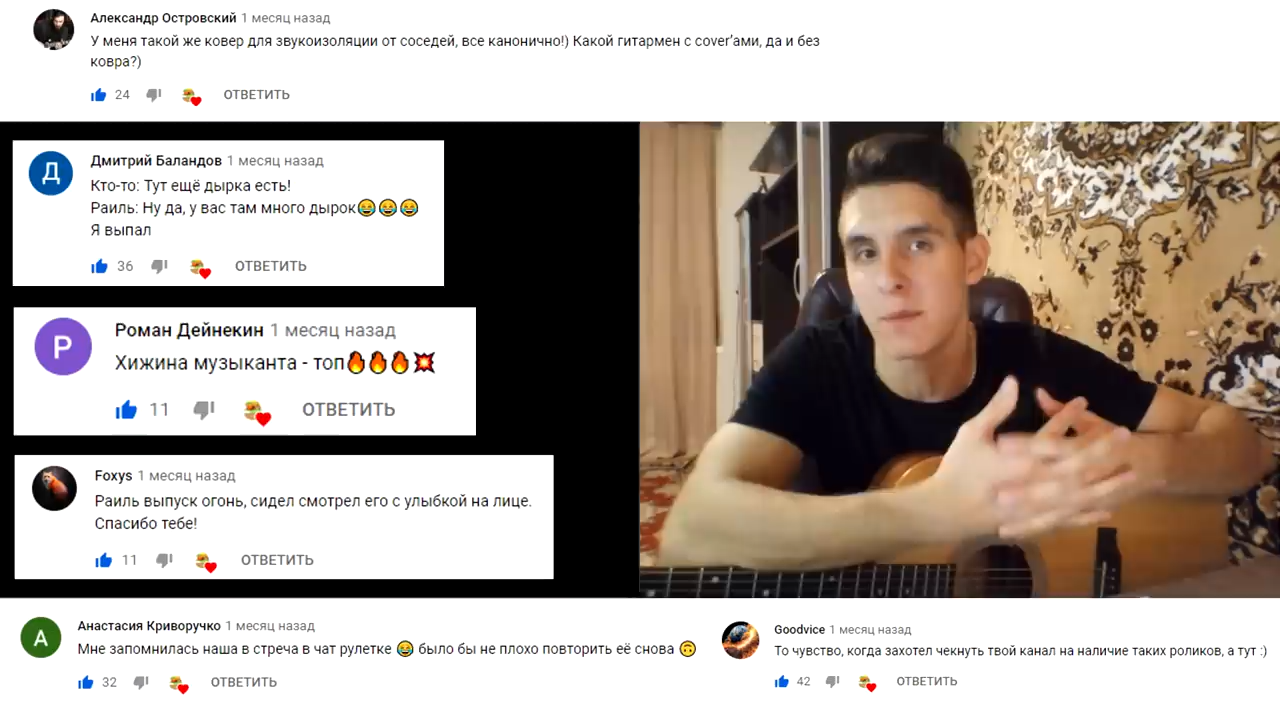 Александр Островский 1 месяц назад
У меня такой же ковер для звукоизоляции от соседей, все канонично!) Какой гитармен с cover'ами, да и без
ковра?)
24 ОТВЕТИТЬ
Д
Дмитрий Баландов 1 месяц назад
Кто-то: Тут ещё дырка есть!
Раиль: Ну да, у вас там много дырок😂😂😂
Я выпал
36 ОТВЕТИТЬ
Р
Роман Дейнекин 1 месяц назад
Хижина музыканта - топ🔥🔥🔥💥
11 ОТВЕТИТЬ
Foxys 1 месяц назад
Раиль выпуск огонь, сидел смотрел его с улыбкой на лице.
Спасибо тебе!
11 ОТВЕТИТЬ
А
Анастасия Криворучко 1 месяц назад
Мне запомнилась наша в стреча в чат рулетке 😂 было бы не плохо повторить её снова 🙃
32 ОТВЕТИТЬ
Goodvice 1 месяц назад
То чувство, когда захотел чекнуть твой канал на наличие таких роликов, а тут :)
42 ОТВЕТИТЬ